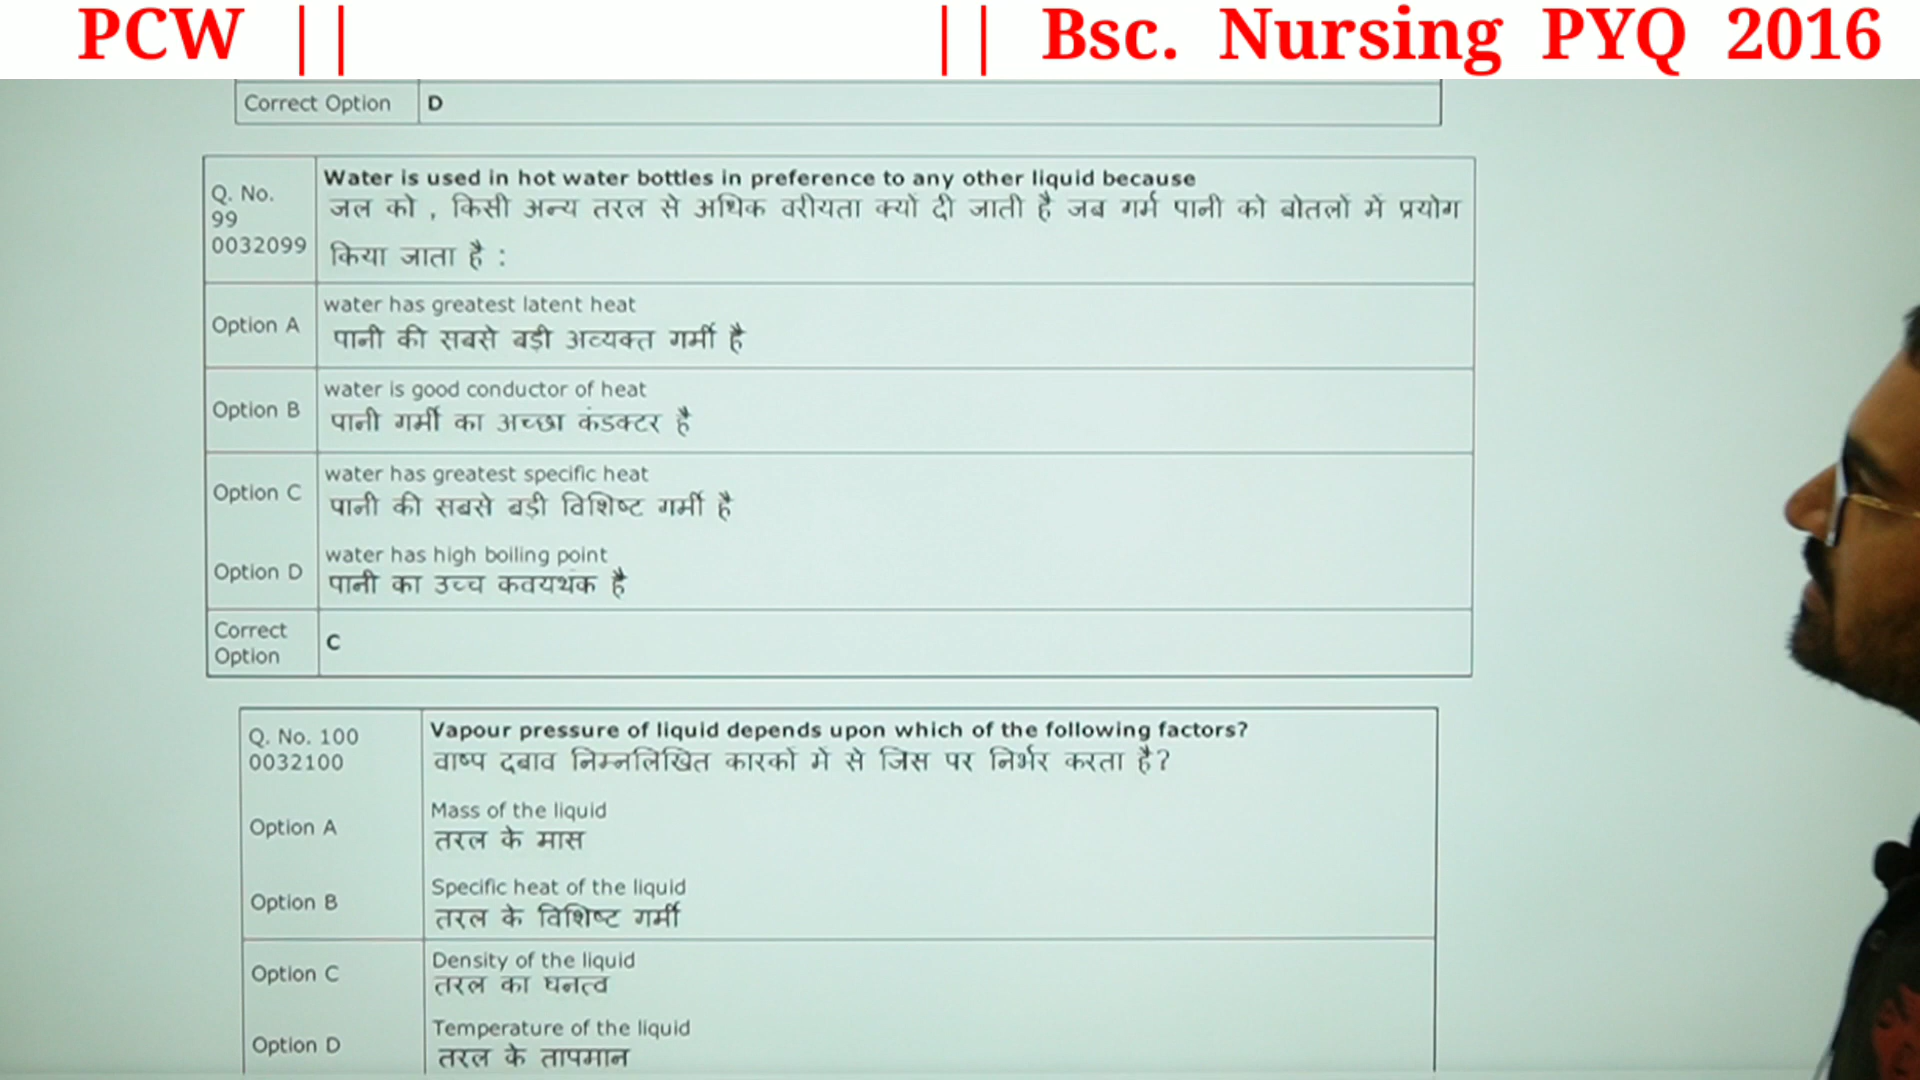 PCW || || Bsc. Nursing PYQ 2016
Correct Option D
Q. No. 99 0032099
Water is used in hot water bottles in preference to any other liquid because
जल को , किसी अन्य तरल से अधिक वरीयता क्यों दी जाती है जब गर्म पानी को बोतलों में प्रयोग
किया जाता है :
Option A
water has greatest latent heat
पानी की सबसे बड़ी अव्यक्त गर्मी है
Option B
water is good conductor of heat
पानी गर्मी का अच्छा कंडक्टर है
Option C
water has greatest specific heat
पानी की सबसे बड़ी विशिष्ट गर्मी है
Option D
water has high boiling point
पानी का उच्च कवयथंक है
Correct Option
C
Q. No. 100
0032100
Vapour pressure of liquid depends upon which of the following factors?
वाष्प दबाव निम्नलिखित कारकों में से जिस पर निर्भर करता है?
Option A
Mass of the liquid
तरल के मास
Option B
Specific heat of the liquid
तरल के विशिष्ट गर्मी
Option C
Density of the liquid
तरल का घनत्व
Option D
Temperature of the liquid
तरल के तापमान